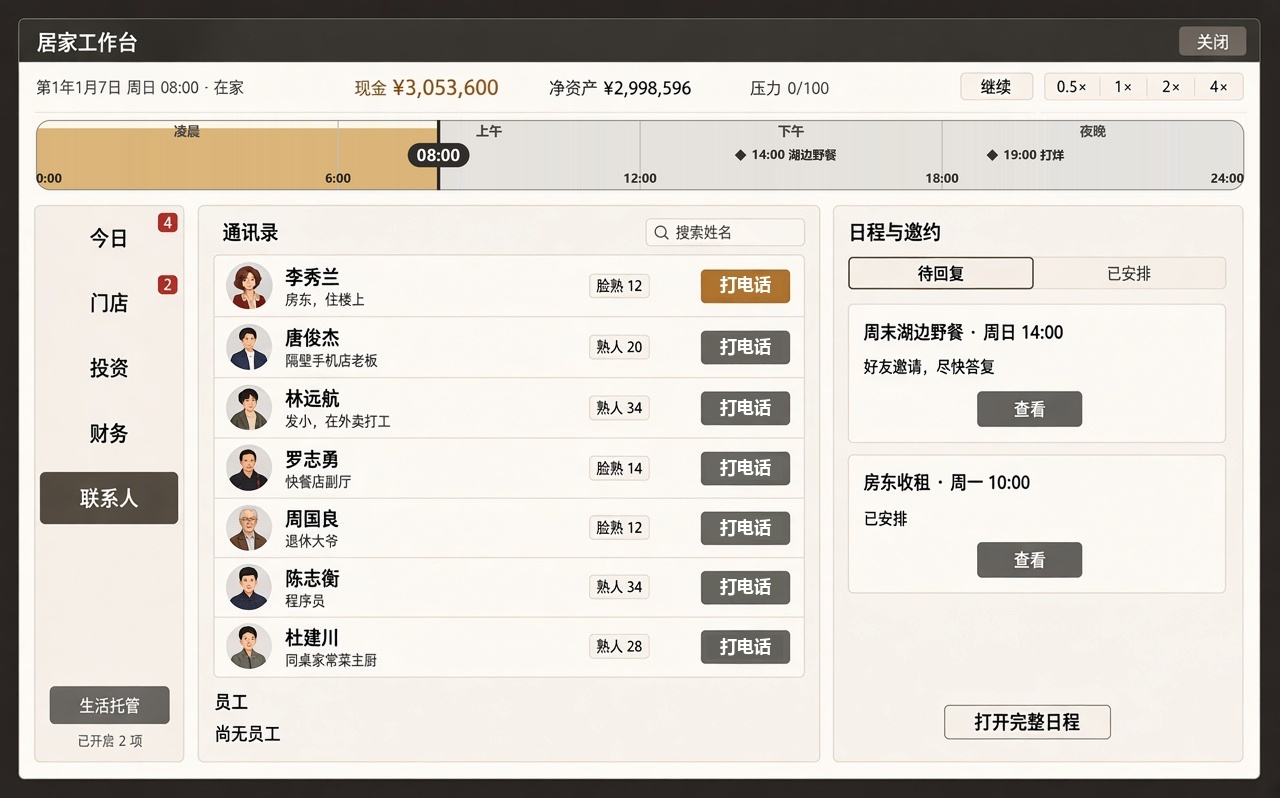 居家工作台
关闭
第1年1月7日 周日 08:00 · 在家
现金 ¥3,053,600
净资产 ¥2,998,596
压力 0/100
继续
0.5× 1× 2× 4×
凌晨 上午 下午 夜晚
08:00
◆ 14:00 湖边野餐
◆ 19:00 打烊
0:00 6:00 12:00 18:00 24:00
今日 4
门店 2
投资
财务
联系人
生活托管
已开启 2 项
通讯录
搜索姓名
李秀兰
房东，住楼上
脸熟 12
打电话
唐俊杰
隔壁手机店老板
熟人 20
打电话
林远航
发小，在外卖打工
熟人 34
打电话
罗志勇
快餐店副厅
脸熟 14
打电话
周国良
退休大爷
脸熟 12
打电话
陈志衡
程序员
熟人 34
打电话
杜建川
同桌家常菜主厨
熟人 28
打电话
员工
尚无员工
日程与邀约
待回复
已安排
周末湖边野餐 · 周日 14:00
好友邀请，尽快答复
查看
房东收租 · 周一 10:00
已安排
查看
打开完整日程